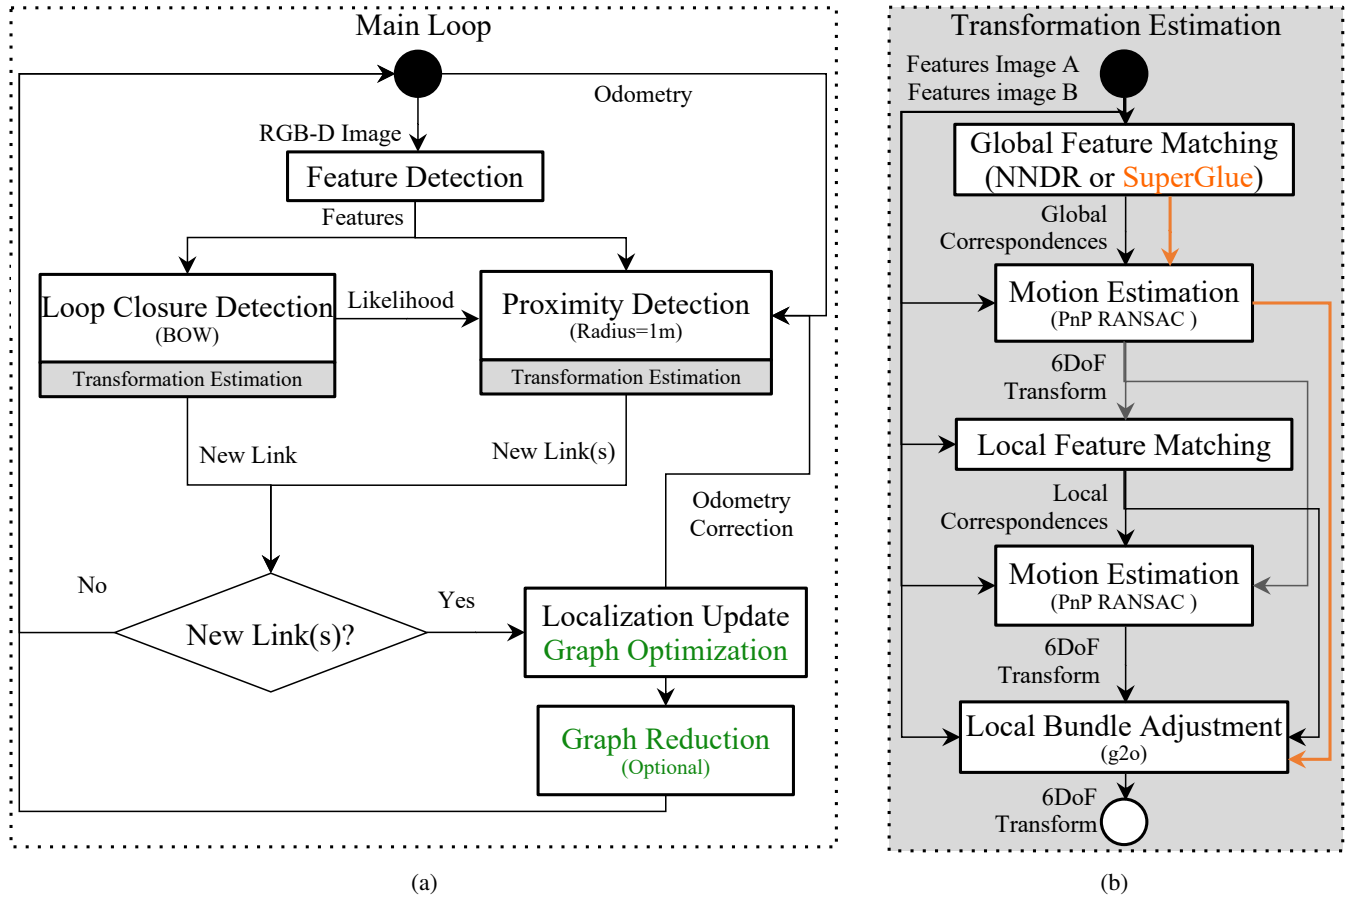 Main Loop
Odometry
RGB-D Image
Feature Detection
Features
Loop Closure Detection
(BOW)
Transformation Estimation
Likelihood
Proximity Detection
(Radius=1m)
Transformation Estimation
New Link
New Link(s)
Odometry
Correction
No
New Link(s)?
Yes
Localization Update
Graph Optimization
Graph Reduction
(Optional)
(a)
Transformation Estimation
Features Image A
Features image B
Global Feature Matching
(NNDR or SuperGlue)
Global
Correspondences
Motion Estimation
(PnP RANSAC )
6DoF
Transform
Local Feature Matching
Local
Correspondences
Motion Estimation
(PnP RANSAC )
6DoF
Transform
Local Bundle Adjustment
(g2o)
6DoF
Transform
(b)